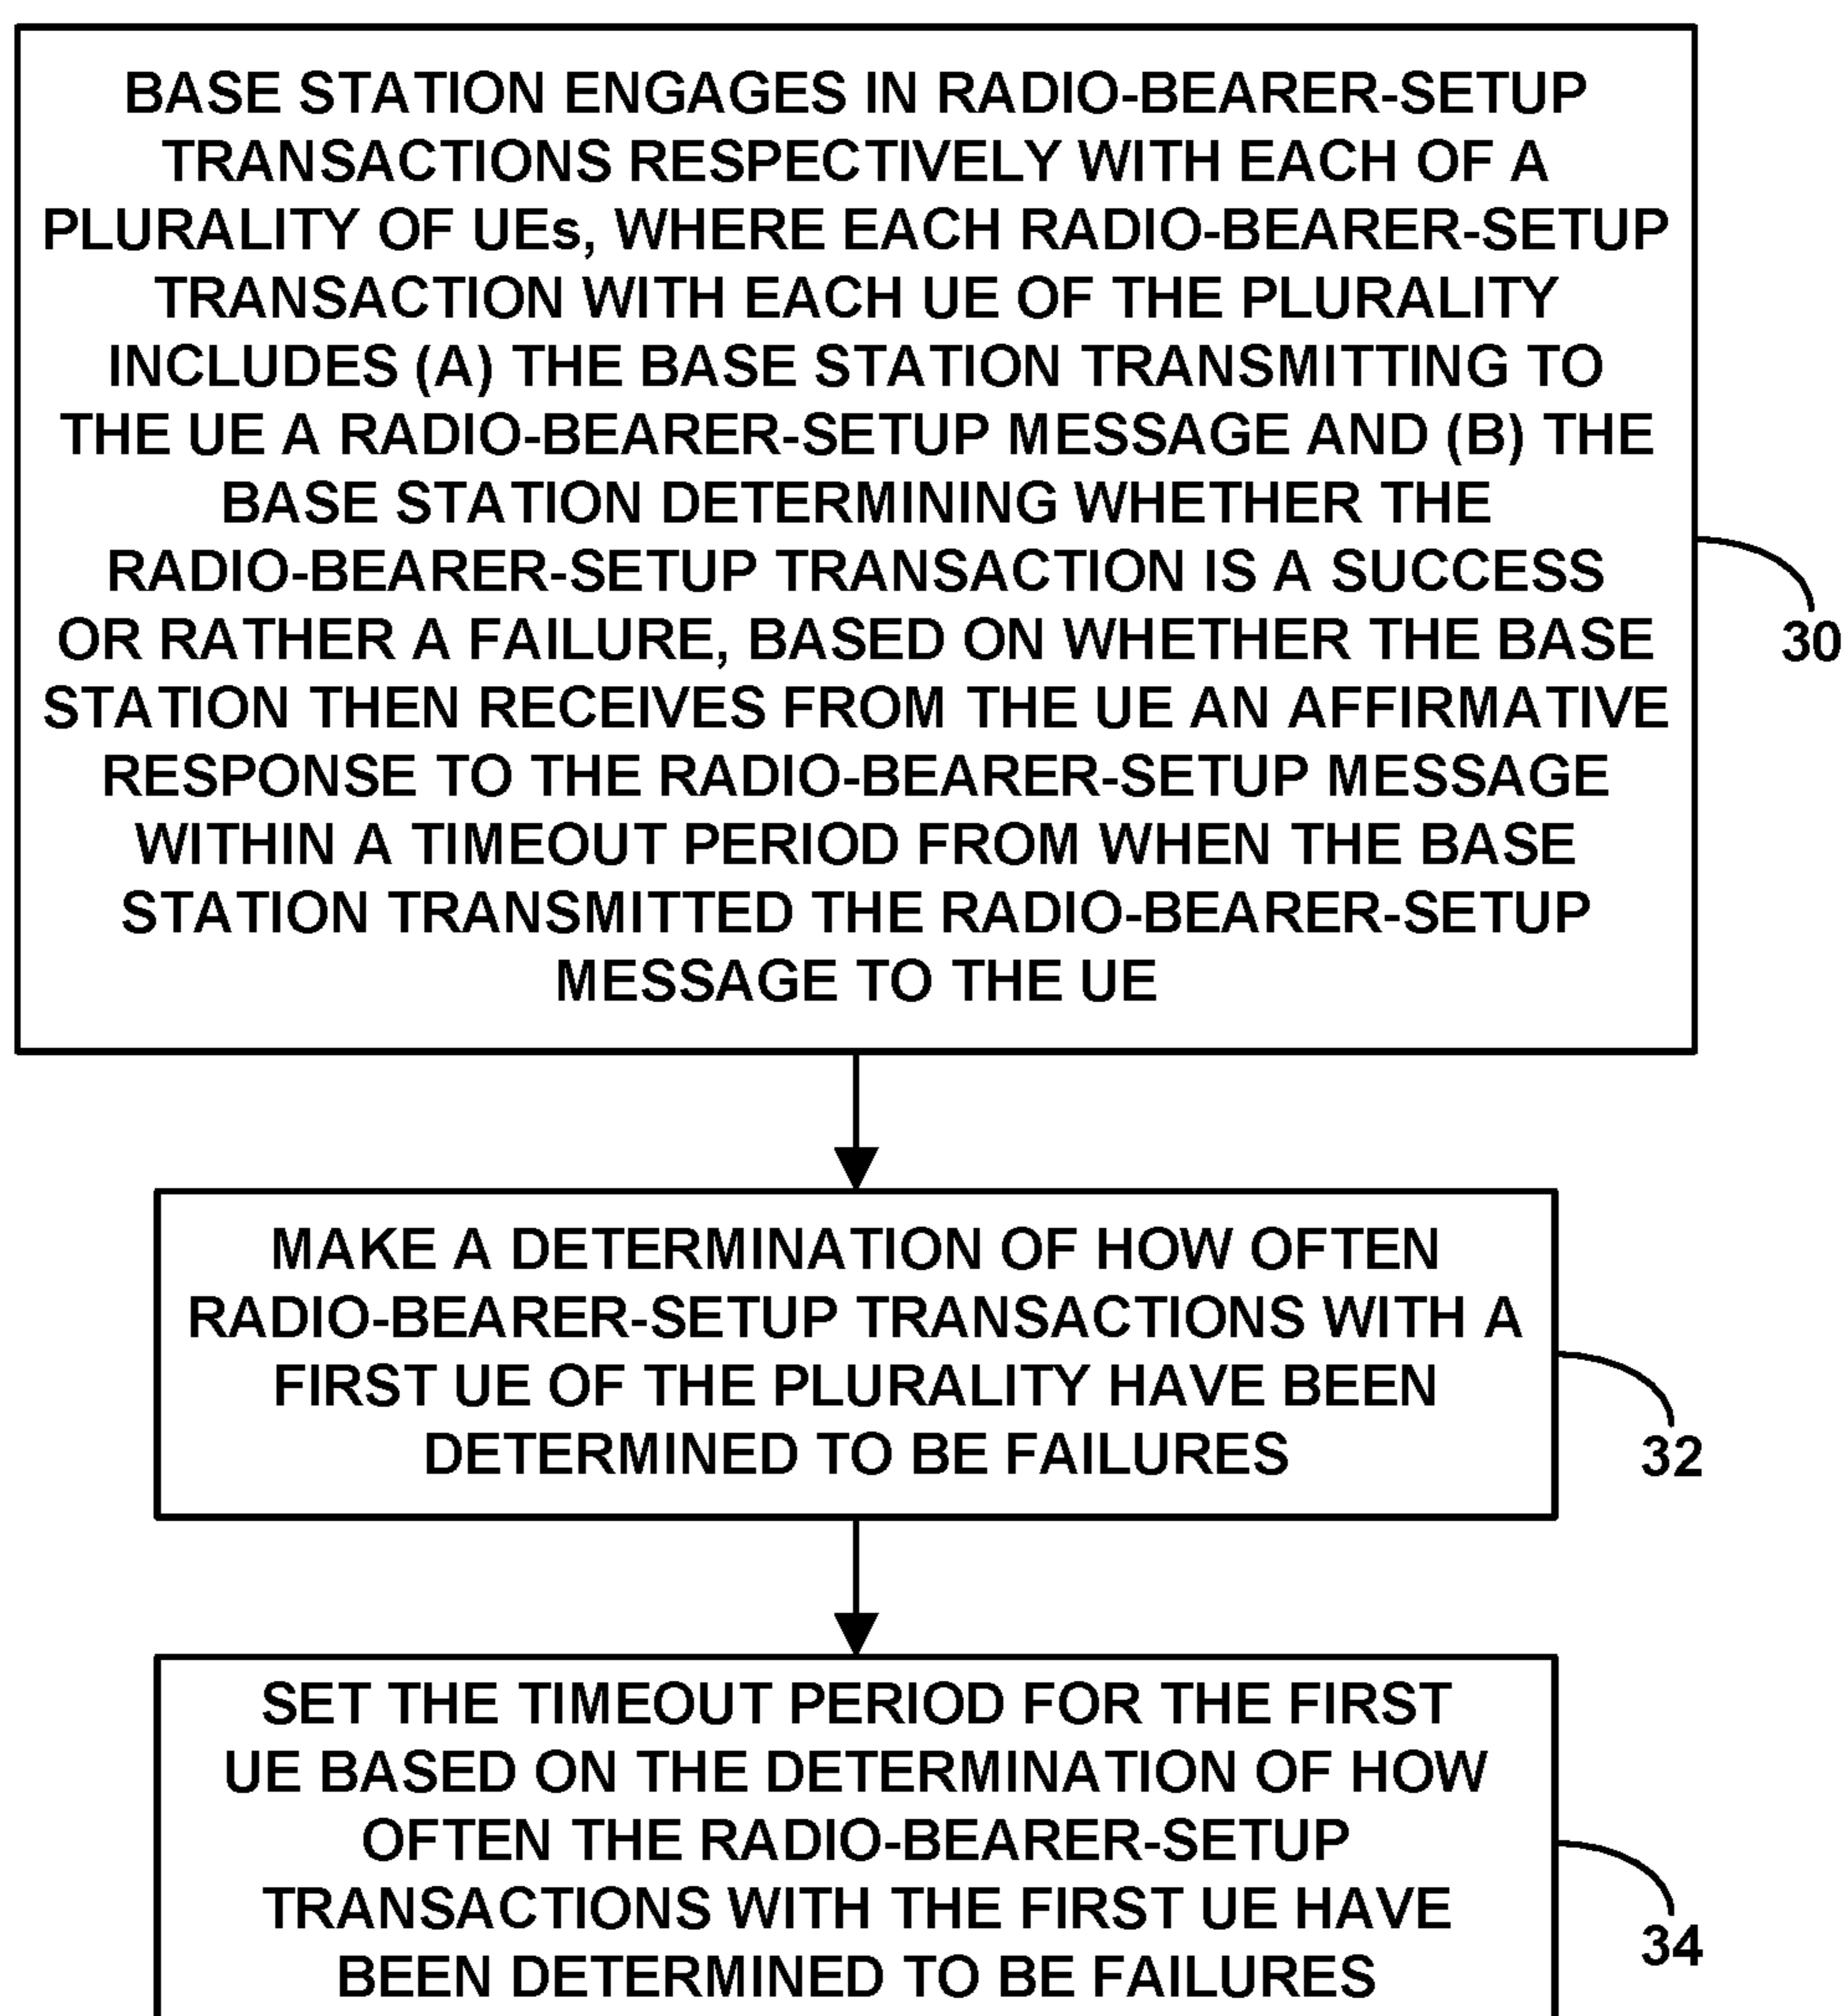 BASE STATION ENGAGES IN RADIO-BEARER-SETUP
TRANSACTIONS RESPECTIVELY WITH EACH OF A
PLURALITY OF UEs, WHERE EACH RADIO-BEARER-SETUP
TRANSACTION WITH EACH UE OF THE PLURALITY
INCLUDES (A) THE BASE STATION TRANSMITTING TO
THE UE A RADIO-BEARER-SETUP MESSAGE AND (B) THE
BASE STATION DETERMINING WHETHER THE
RADIO-BEARER-SETUP TRANSACTION IS A SUCCESS
OR RATHER A FAILURE, BASED ON WHETHER THE BASE
STATION THEN RECEIVES FROM THE UE AN AFFIRMATIVE
RESPONSE TO THE RADIO-BEARER-SETUP MESSAGE
WITHIN A TIMEOUT PERIOD FROM WHEN THE BASE
STATION TRANSMITTED THE RADIO-BEARER-SETUP
MESSAGE TO THE UE
30
MAKE A DETERMINATION OF HOW OFTEN
RADIO-BEARER-SETUP TRANSACTIONS WITH A
FIRST UE OF THE PLURALITY HAVE BEEN
DETERMINED TO BE FAILURES
32
SET THE TIMEOUT PERIOD FOR THE FIRST
UE BASED ON THE DETERMINATION OF HOW
OFTEN THE RADIO-BEARER-SETUP
TRANSACTIONS WITH THE FIRST UE HAVE
BEEN DETERMINED TO BE FAILURES
34